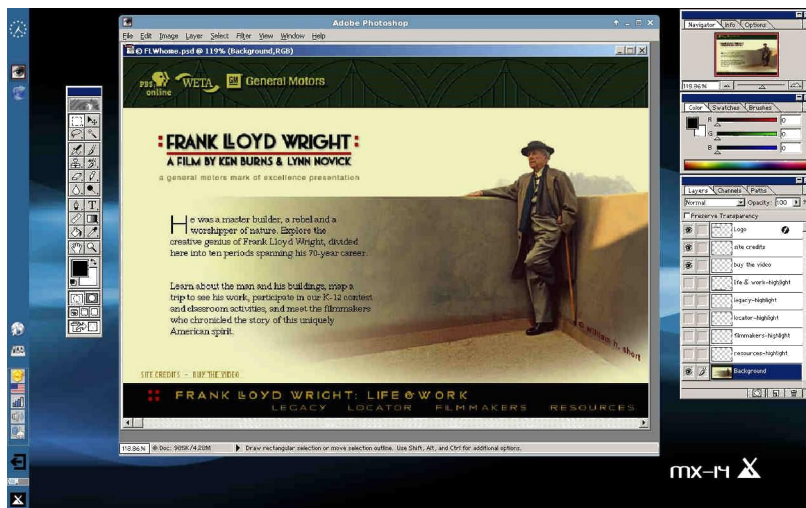 Adobe Photoshop
File Edit Image Layer Select Filter View Window Help
© FLWhome.psd @ 119% (Background,RGB)
PBS online WETA GM General Motors
FRANK LLOYD WRIGHT:
A FILM BY KEN BURNS & LYNN NOVICK
a general motors mark of excellence presentation
He was a master builder, a rebel and a
worshipper of nature. Explore the
creative genius of Frank Lloyd Wright, divided
here into ten periods spanning his 70-year career.
Learn about the man and his buildings, map a
trip to see his work, participate in our K-12 contest
and classroom activities, and meet the filmmakers
who chronicled the story of this uniquely
American spirit.
© william h. short
SITE CREDITS - BUY THE VIDEO
FRANK LLOYD WRIGHT: LIFE & WORK
LEGACY LOCATOR FILMMAKERS RESOURCES
118.86% Doc: 905K/4.20M Draw rectangular selection or move selection outline. Use Shift, Alt, and Ctrl for additional options.
Navigator Info Options
118.86%
Color Swatches Brushes
R 0
G 0
B 0
Layers Channels Paths
Normal Opacity: 100 %
Preserve Transparency
Logo
site credits
buy the video
life & work-highlight
legacy-highlight
locator-highlight
filmmakers-highlight
resources-highlight
Background
mx-14